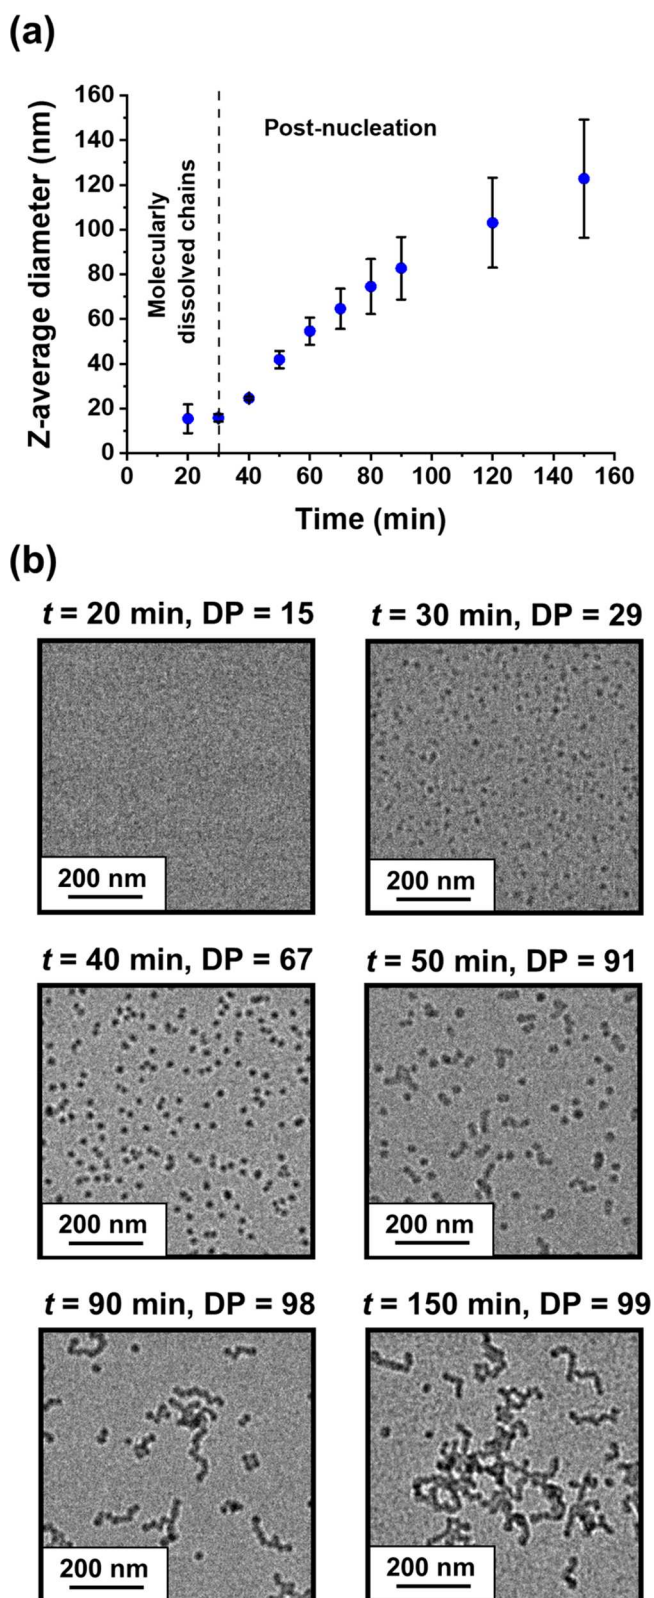 (a)
160
140
120
100
80
60
40
20
0
Z-average diameter (nm)
Molecularly
dissolved chains
Post-nucleation
0 20 40 60 80 100 120 140 160
Time (min)
(b)
t = 20 min, DP = 15
t = 30 min, DP = 29
200 nm
200 nm
t = 40 min, DP = 67
t = 50 min, DP = 91
200 nm
200 nm
t = 90 min, DP = 98
t = 150 min, DP = 99
200 nm
200 nm